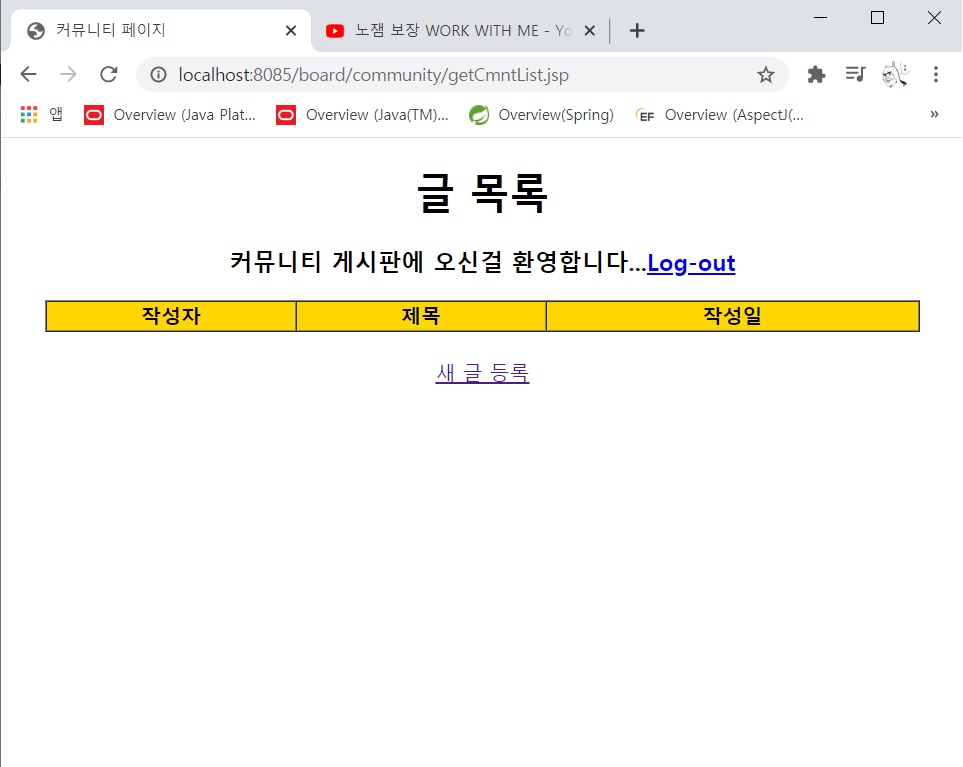 커뮤니티 페이지
노잼 보장 WORK WITH ME - Yo
localhost:8085/board/community/getCmntList.jsp
앱 Overview (Java Plat... Overview (Java(TM)... Overview(Spring) EF Overview (AspectJ(... »
글 목록
커뮤니티 게시판에 오신걸 환영합니다...Log-out
작성자 제목 작성일
새 글 등록